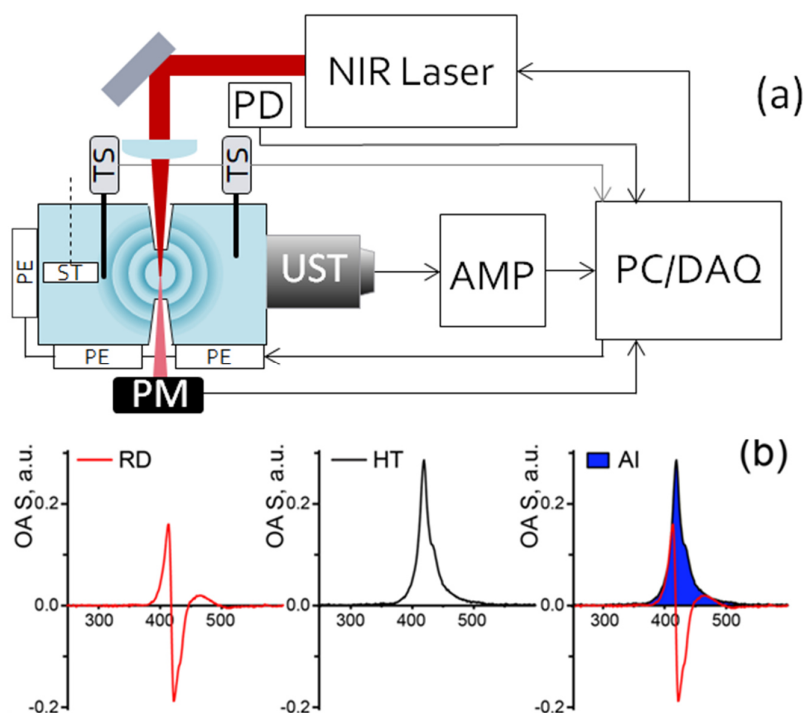 NIR Laser
(a)
PD
TS
TS
PE
ST
UST
AMP
PC/DAQ
PE
PE
PM
(b)
OA S, a.u.
RD
0.2
0.0
-0.2
300
400
500
OA S, a.u.
HT
0.2
0.0
-0.2
300
400
500
OA S, a.u.
AI
0.2
0.0
-0.2
300
400
500